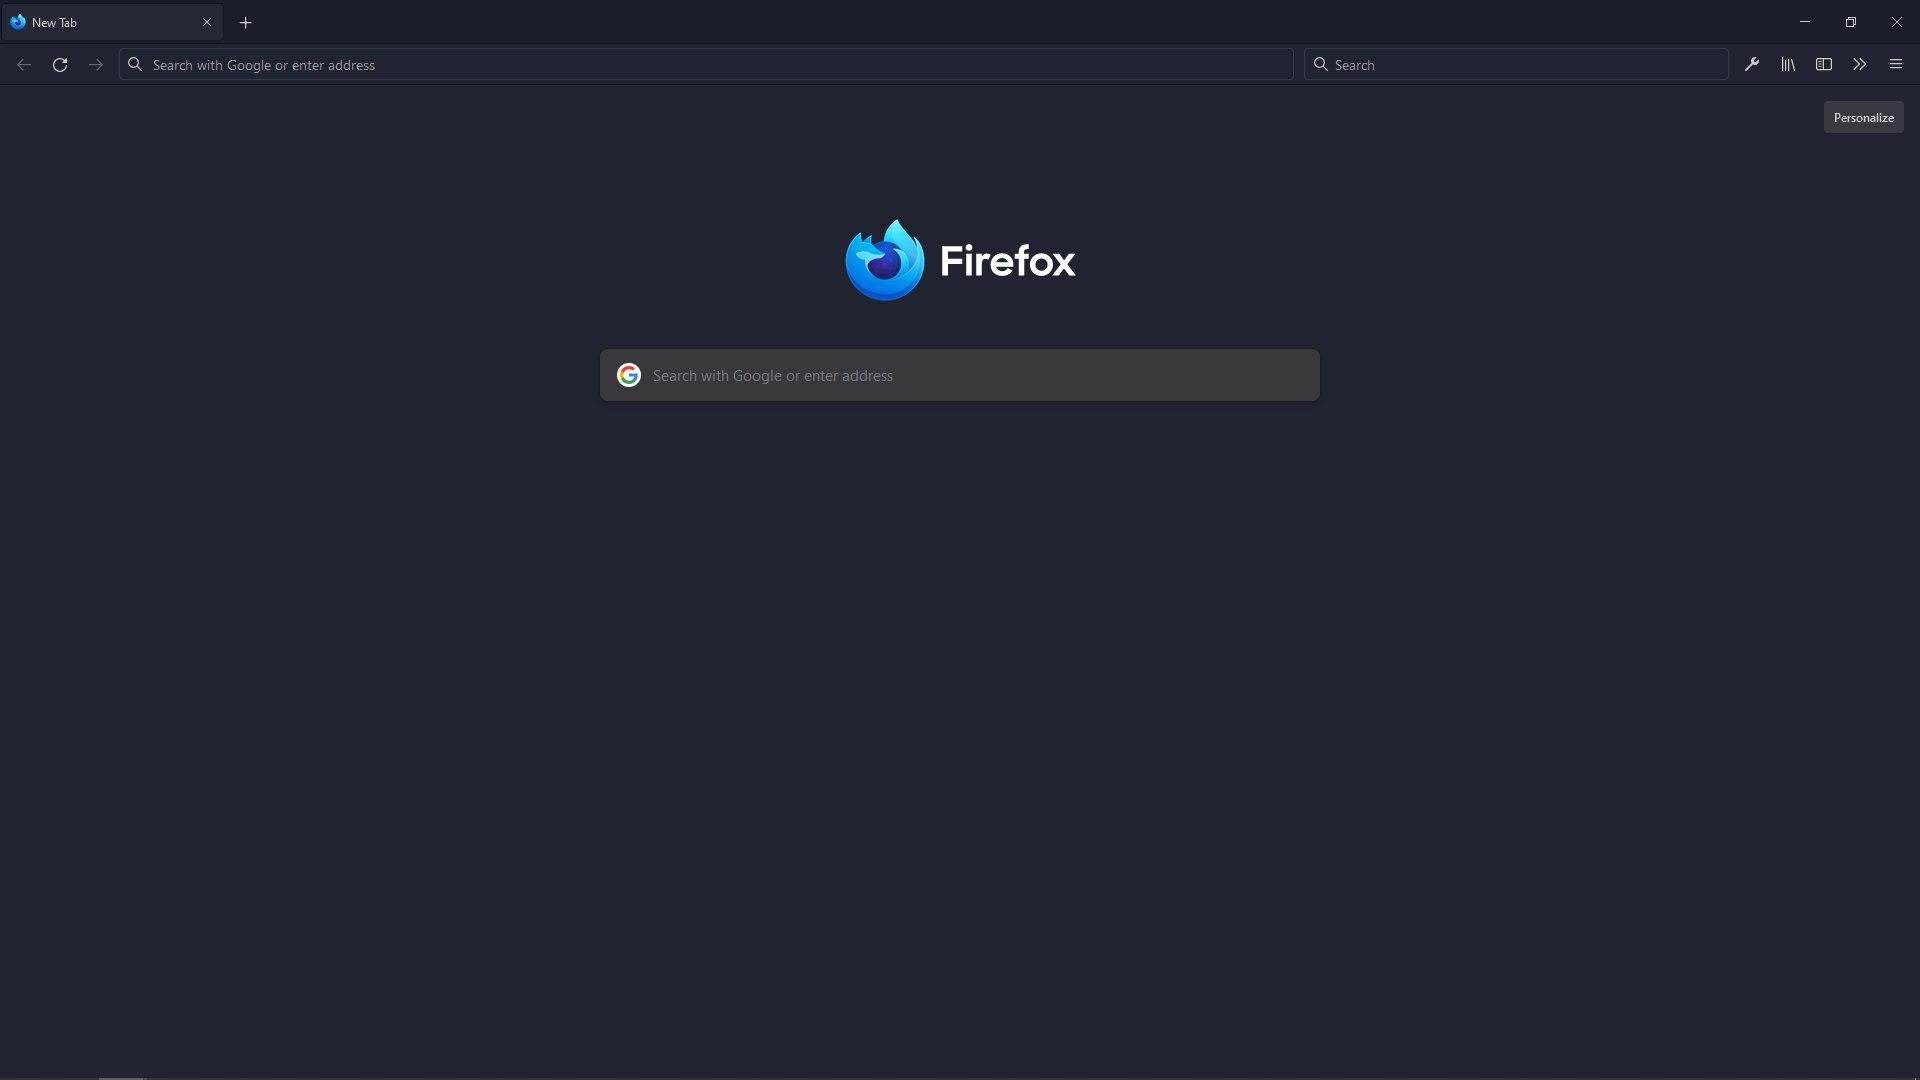 New Tab
Search with Google or enter address
Search
Personalize
Firefox
Search with Google or enter address